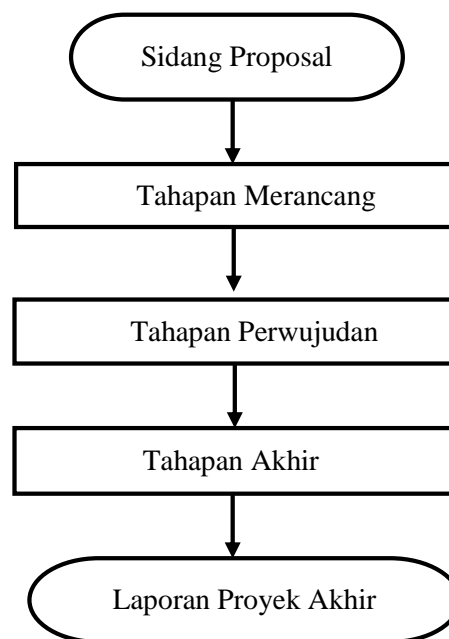 Sidang Proposal
Tahapan Merancang
Tahapan Perwujudan
Tahapan Akhir
Laporan Proyek Akhir